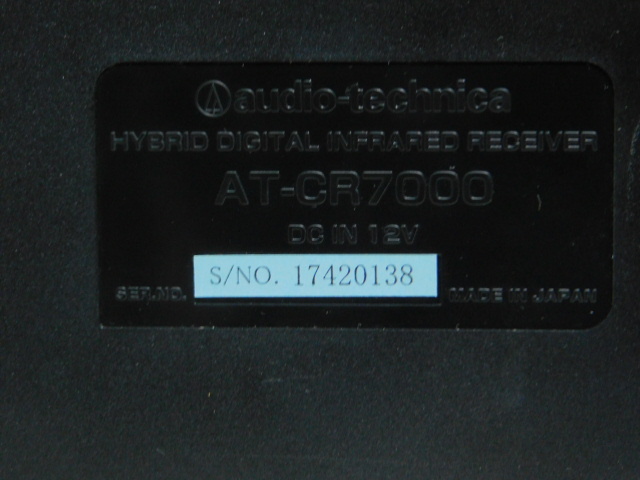 audio-technica
HYBRID DIGITAL INFRARED RECEIVER
AT-CR7000
DC IN 12V
SER.NO. S/NO. 17420138 MADE IN JAPAN